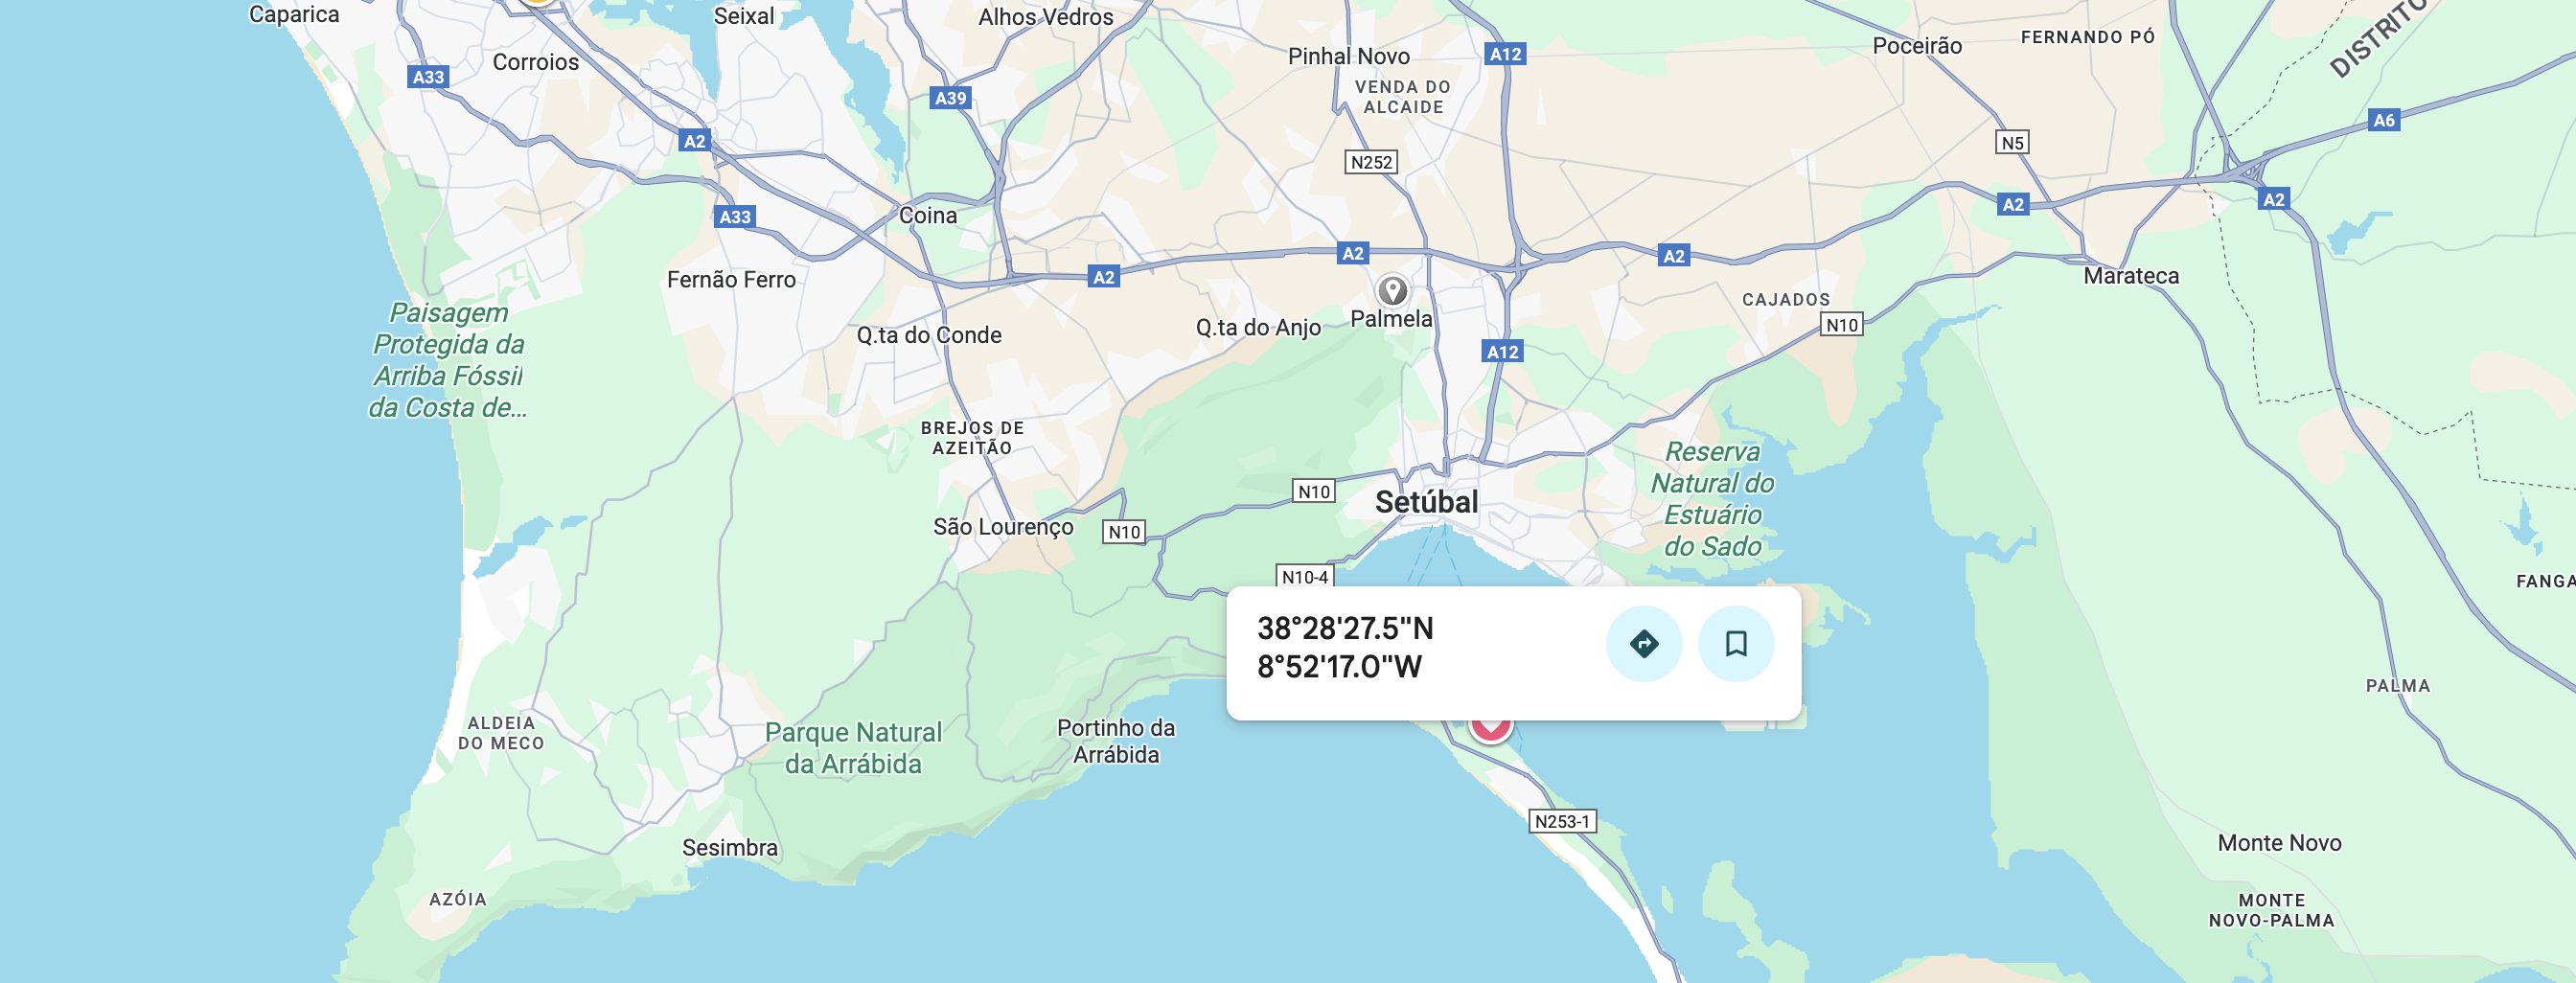 Caparica
Seixal
Alhos Vedros
Corroios
Pinhal Novo
A12
Poceirão
FERNANDO PÓ
DISTRITO
A33
A39
VENDA DO
ALCAIDE
A6
A2
N252
N5
A33
Coina
A2
A2
A2
A2
A2
Fernão Ferro
Marateca
Palmela
CAJADOS
Paisagem
Protegida da
Arriba Fóssil
da Costa de...
Q.ta do Conde
Q.ta do Anjo
N10
A12
BREJOS DE
AZEITÃO
Reserva
Natural do
Estuário
do Sado
N10
Setúbal
São Lourenço
N10
N10-4
FANGA
38°28'27.5"N
8°52'17.0"W
PALMA
ALDEIA
DO MECO
Parque Natural
da Arrábida
Portinho da
Arrábida
N253-1
Sesimbra
Monte Novo
AZÓIA
MONTE
NOVO-PALMA